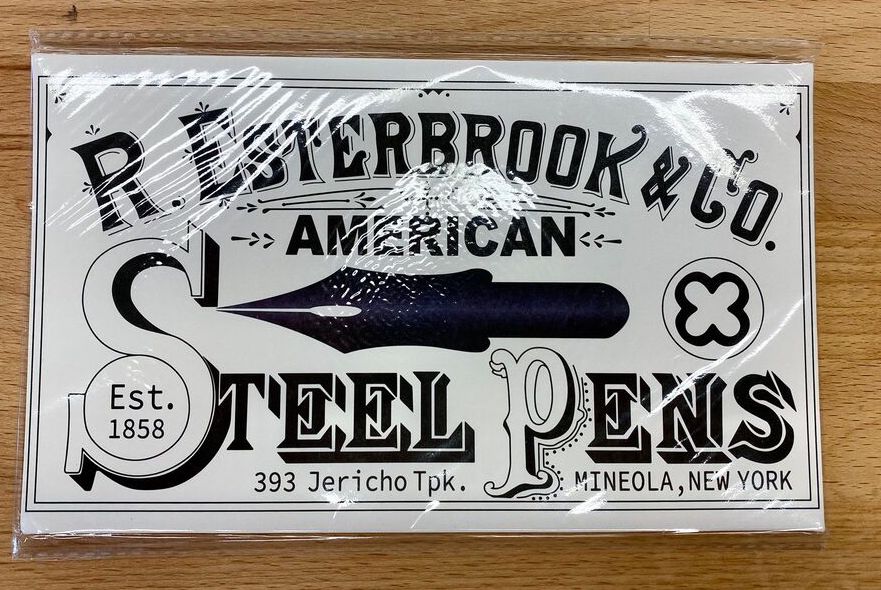 R. ESTERBROOK & Co.
AMERICAN
STEEL PENS
Est.
1858
393 Jericho Tpk.
MINEOLA, NEW YORK